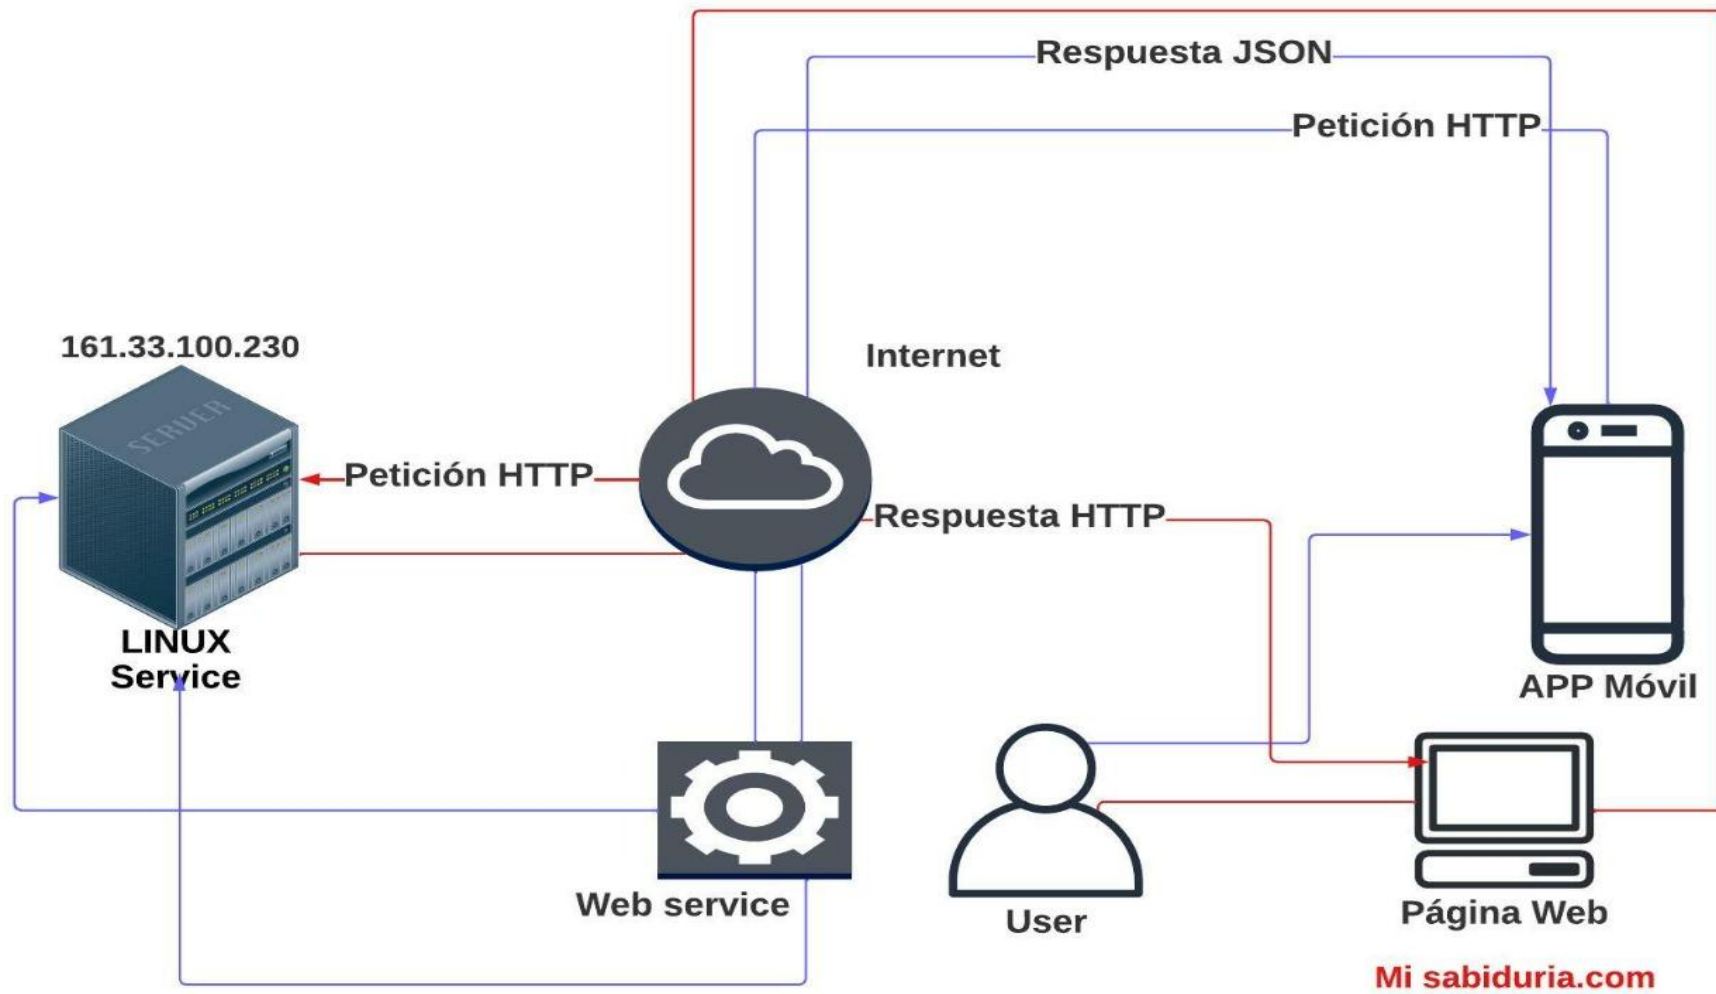 Respuesta JSON
Petición HTTP
161.33.100.230
Internet
SERVER
Petición HTTP
Respuesta HTTP
LINUX
Service
APP Móvil
Web service
User
Página Web
Mi sabiduria.com